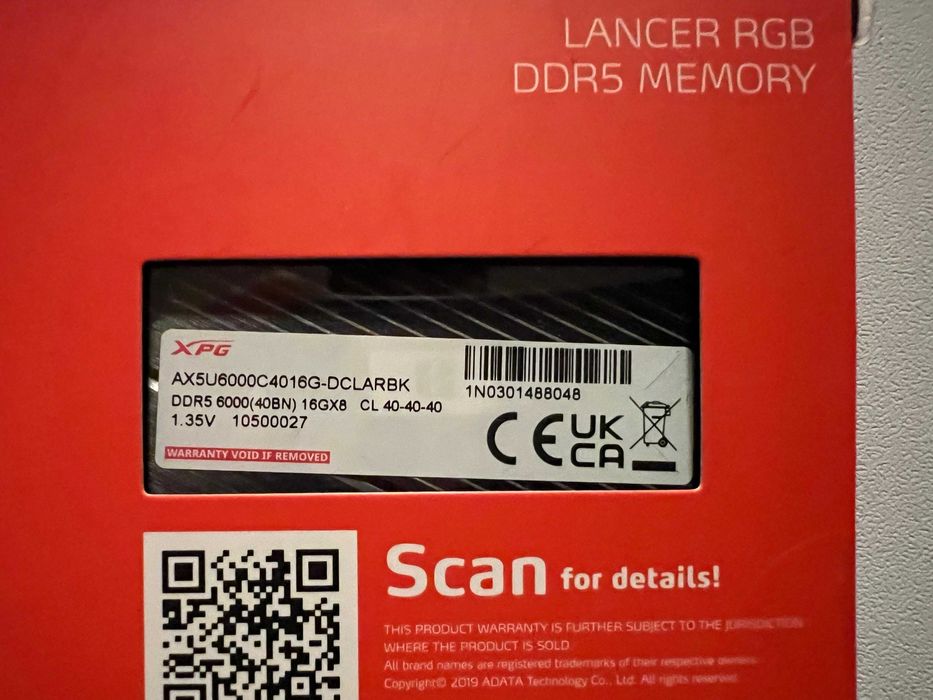 LANCER RGB
DDR5 MEMORY
XPG
AX5U6000C4016G-DCLARBK
DDR5 6000(40BN) 16GX8 CL 40-40-40
1.35V 10500027
WARRANTY VOID IF REMOVED
1N0301488048
CE UK
CA
Scan for details!
THIS PRODUCT WARRANTY IS FURTHER SUBJECT TO THE JURISDICTION
WHERE THE PRODUCT IS SOLD
All brand names are registered trademarks of their respective owners.
Copyright© 2019 ADATA Technology Co., Ltd. All rights reserved.